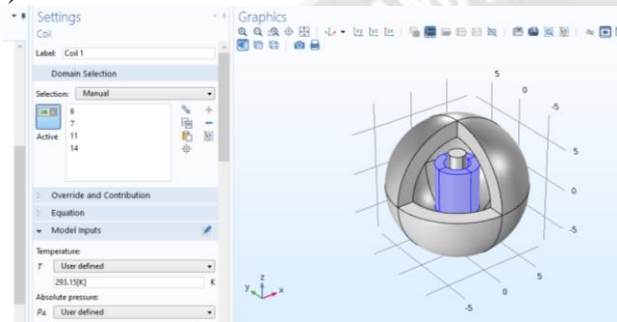 )
Settings
Coil
Label: Coil 1
Domain Selection
Selection: Manual
Active
6
7
11
14
Override and Contribution
Equation
Model Inputs
Temperature:
T User defined
293.15[K] K
Absolute pressure:
PA User defined
Graphics
5
0
-5
5
0
-5
5
0
-5
z
y
x